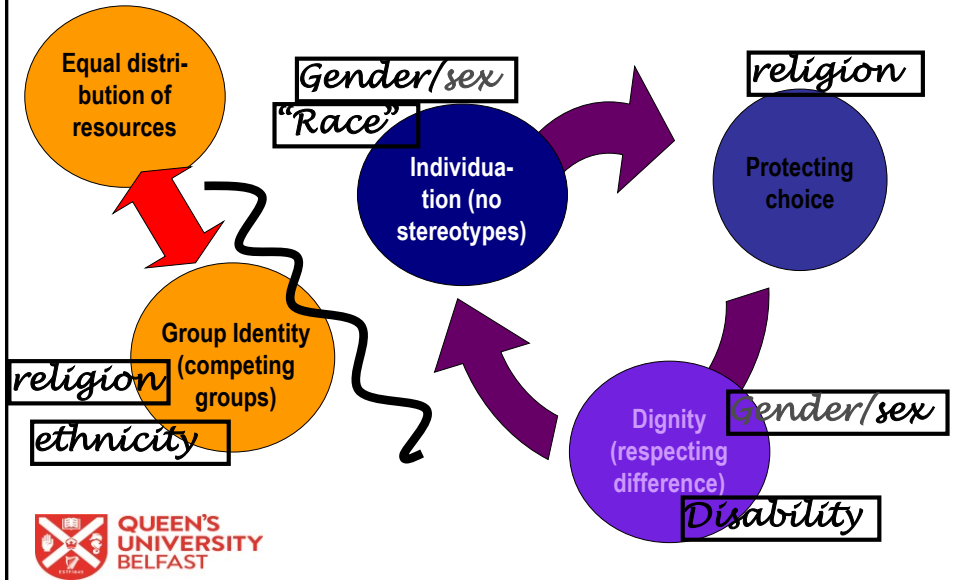 Equal distri-
bution of
resources
Gender/sex
“Race”
religion
Individua-
tion (no
stereotypes)
Protecting
choice
Group Identity
(competing
groups)
religion
ethnicity
Dignity
(respecting
difference)
Gender/sex
Disability
QUEEN'S
UNIVERSITY
BELFAST